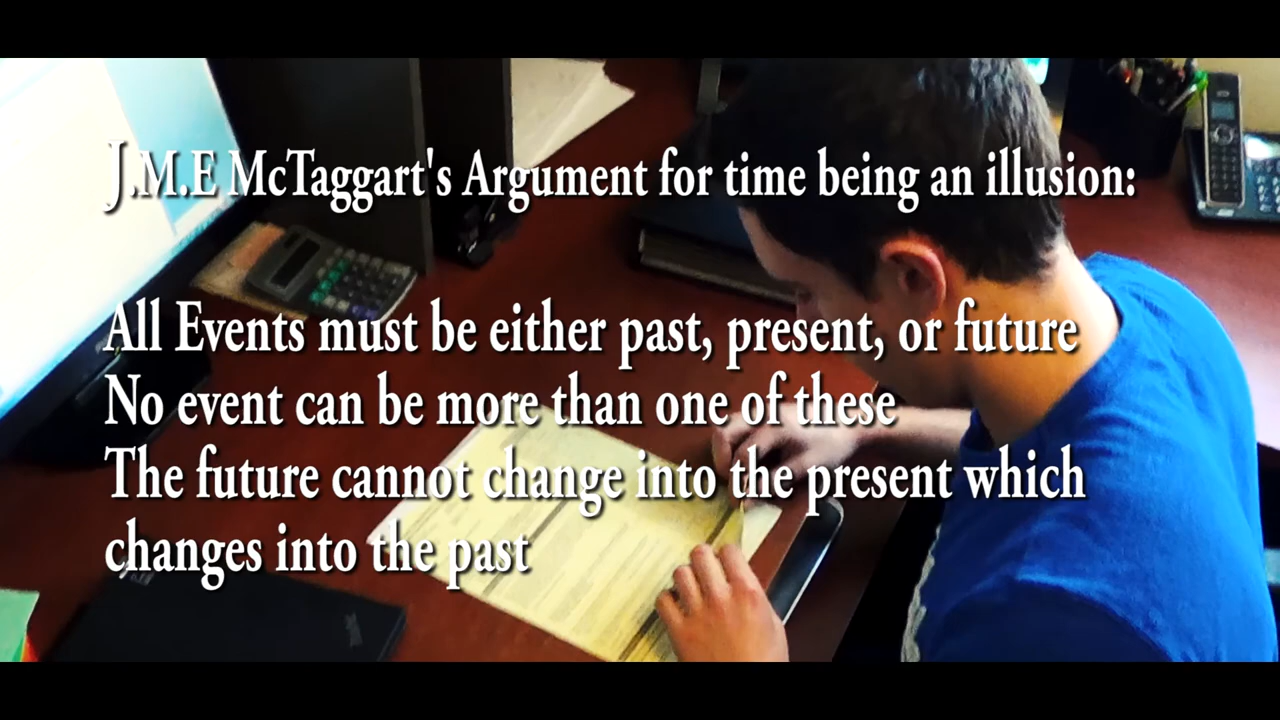 J.M.E McTaggart's Argument for time being an illusion:
All Events must be either past, present, or future
No event can be more than one of these
The future cannot change into the present which
changes into the past